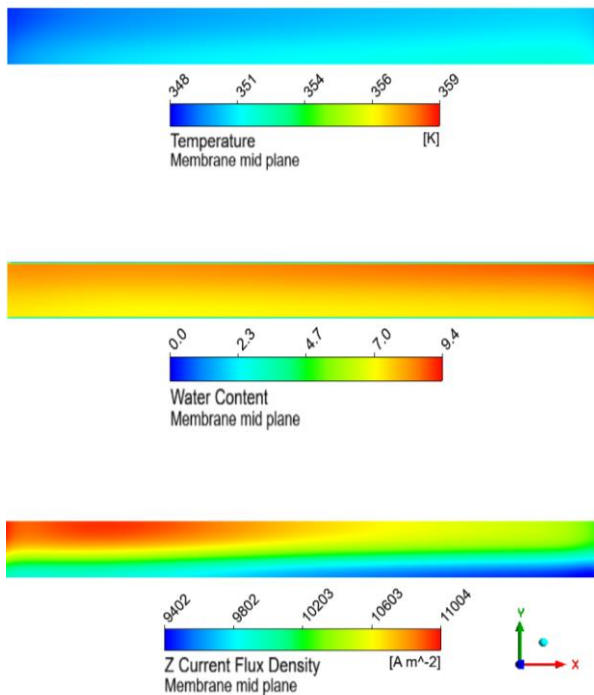 348 351 354 356 359
Temperature [K]
Membrane mid plane
0.0 2.3 4.7 7.0 9.4
Water Content
Membrane mid plane
9402 9802 10203 10603 11004
Z Current Flux Density [A m^-2]
Membrane mid plane
Y
X